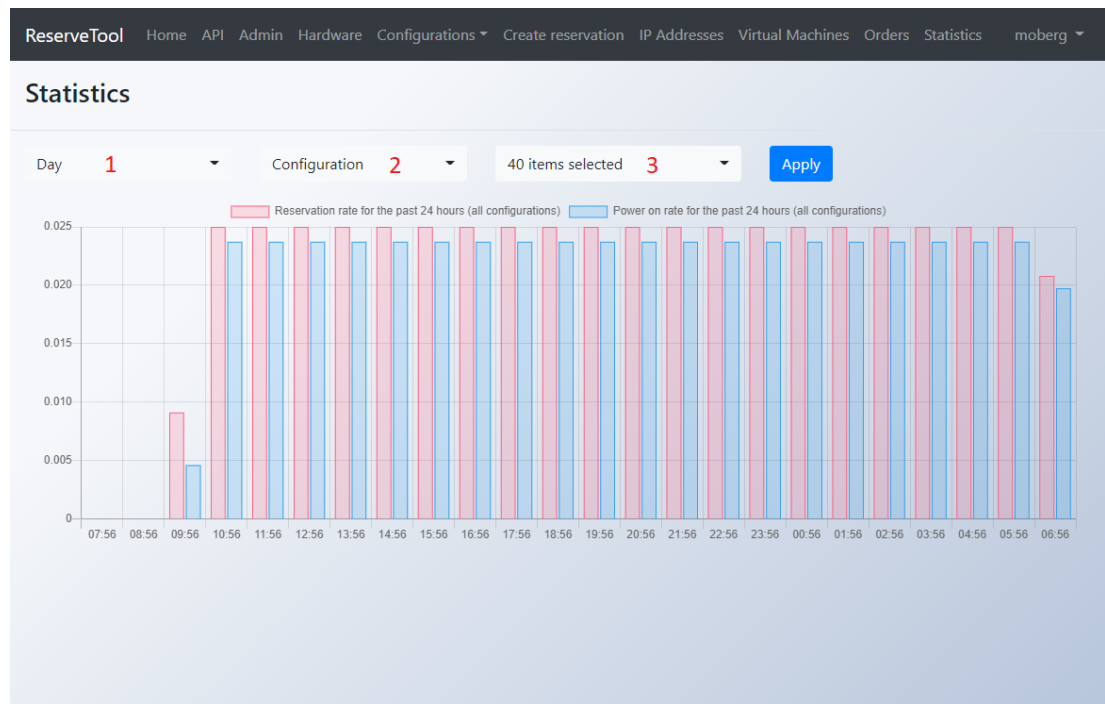 ReserveTool Home API Admin Hardware Configurations Create reservation IP Addresses Virtual Machines Orders Statistics moberg
Statistics
Day 1 Configuration 2 40 items selected 3 Apply
Reservation rate for the past 24 hours (all configurations) Power on rate for the past 24 hours (all configurations)
0.025
0.020
0.015
0.010
0.005
0
07:56 08:56 09:56 10:56 11:56 12:56 13:56 14:56 15:56 16:56 17:56 18:56 19:56 20:56 21:56 22:56 23:56 00:56 01:56 02:56 03:56 04:56 05:56 06:56